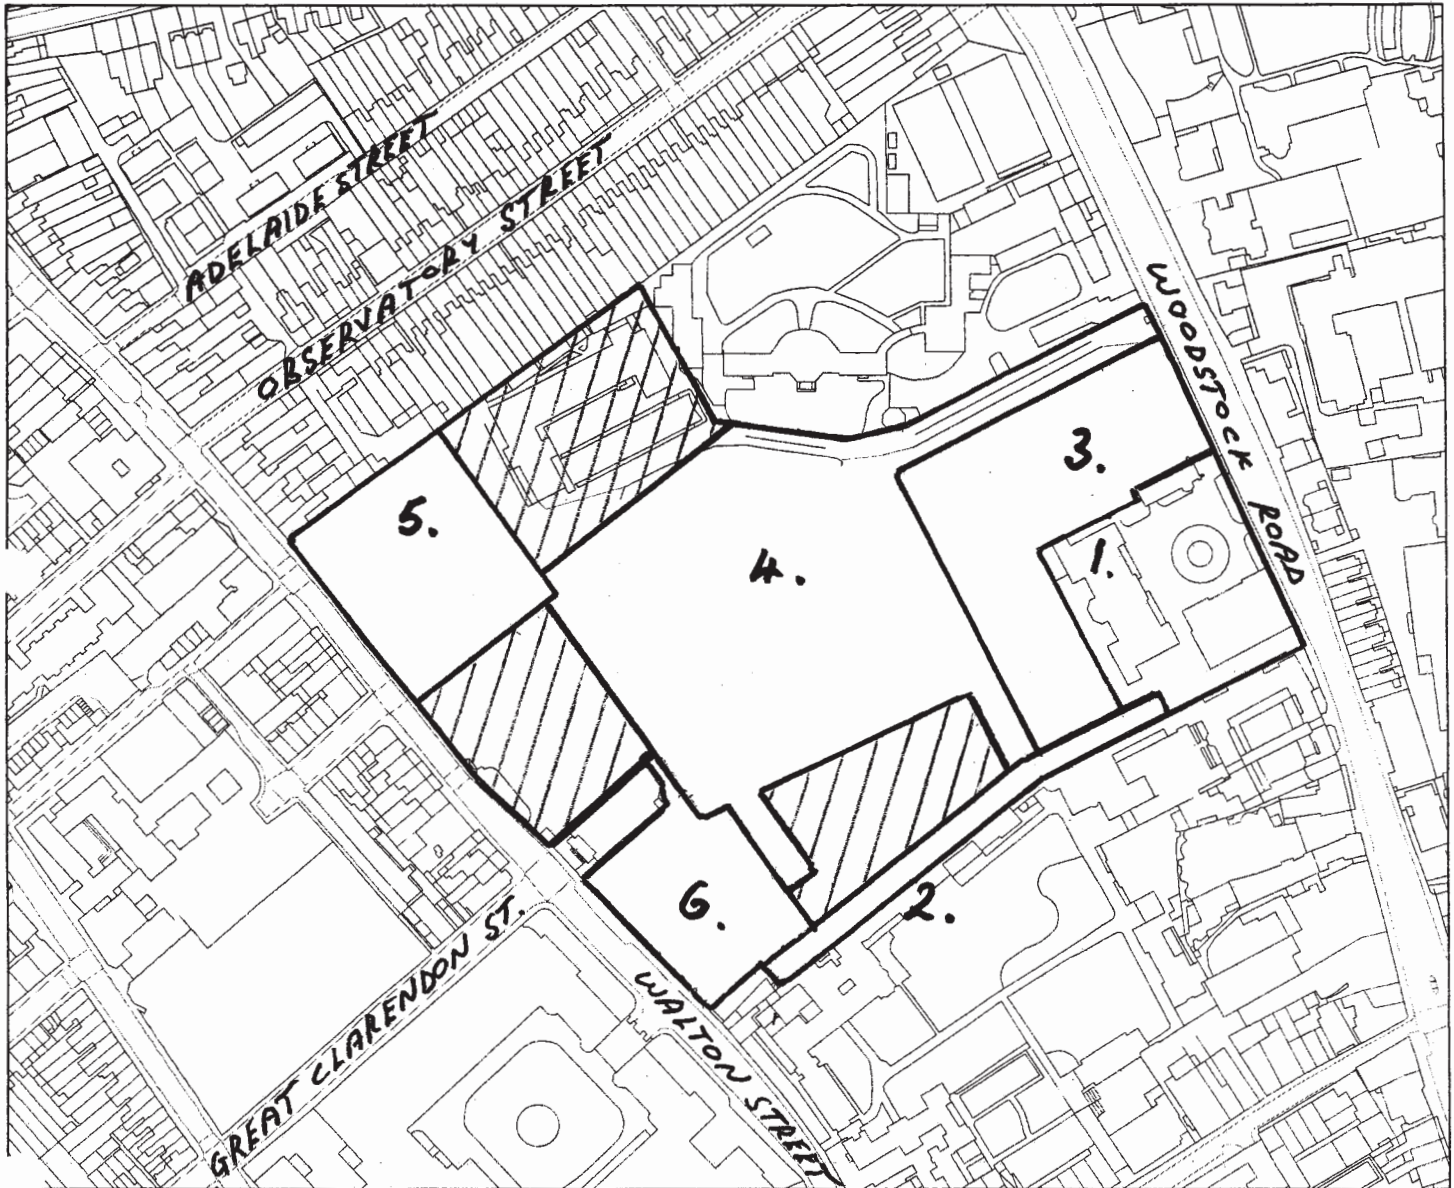 ADELAIDE STREET
OBSERVATORY STREET
WOODSTOCK ROAD
3.
5.
1.
4.
6.
2.
GREAT CLARENDON ST.
WALTON STREET